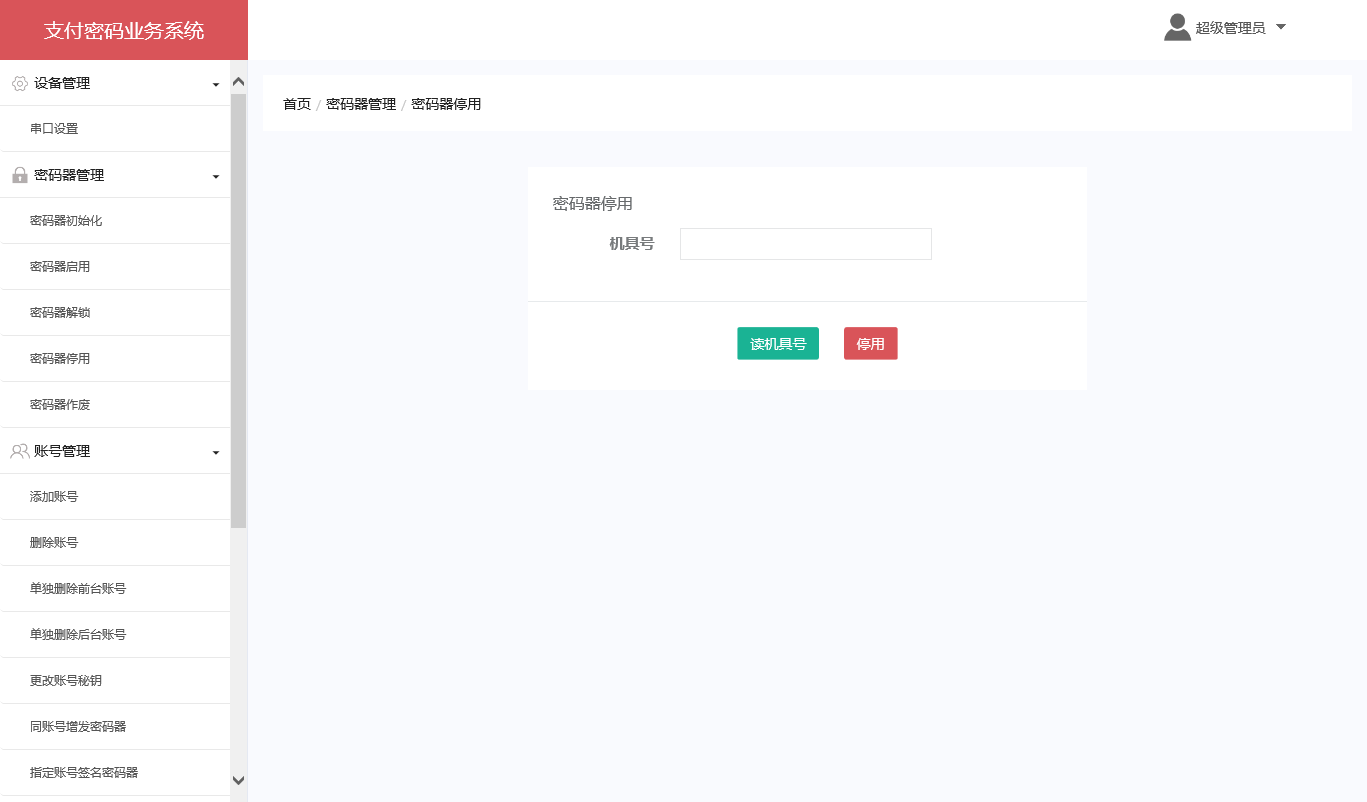 支付密码业务系统
超级管理员
设备管理
串口设置
密码器管理
密码器初始化
密码器启用
密码器解锁
密码器停用
密码器作废
账号管理
添加账号
删除账号
单独删除前台账号
单独删除后台账号
更改账号秘钥
同账号增发密码器
指定账号签名密码器
首页 / 密码器管理 / 密码器停用
密码器停用
机具号
读机具号 停用